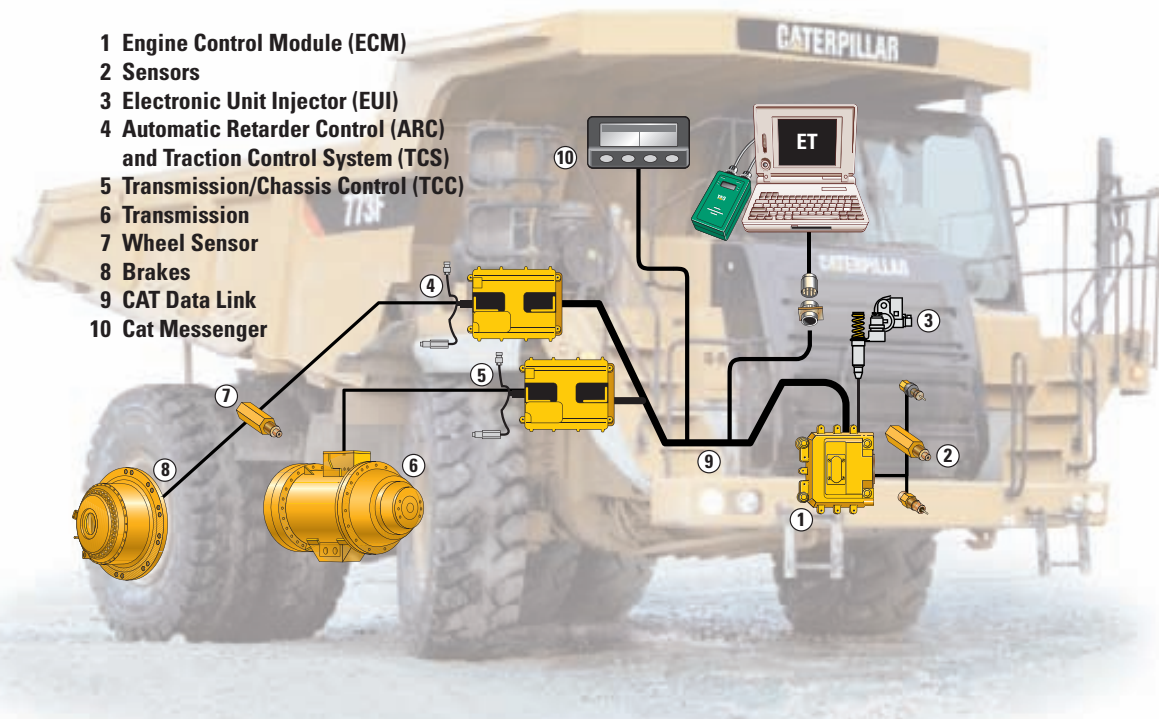 1 Engine Control Module (ECM)
2 Sensors
3 Electronic Unit Injector (EUI)
4 Automatic Retarder Control (ARC)
and Traction Control System (TCS)
5 Transmission/Chassis Control (TCC)
6 Transmission
7 Wheel Sensor
8 Brakes
9 CAT Data Link
10 Cat Messenger
CATERPILLAR
773F
CATERPILLAR
10
ET
4
3
5
7
8
6
9
2
1